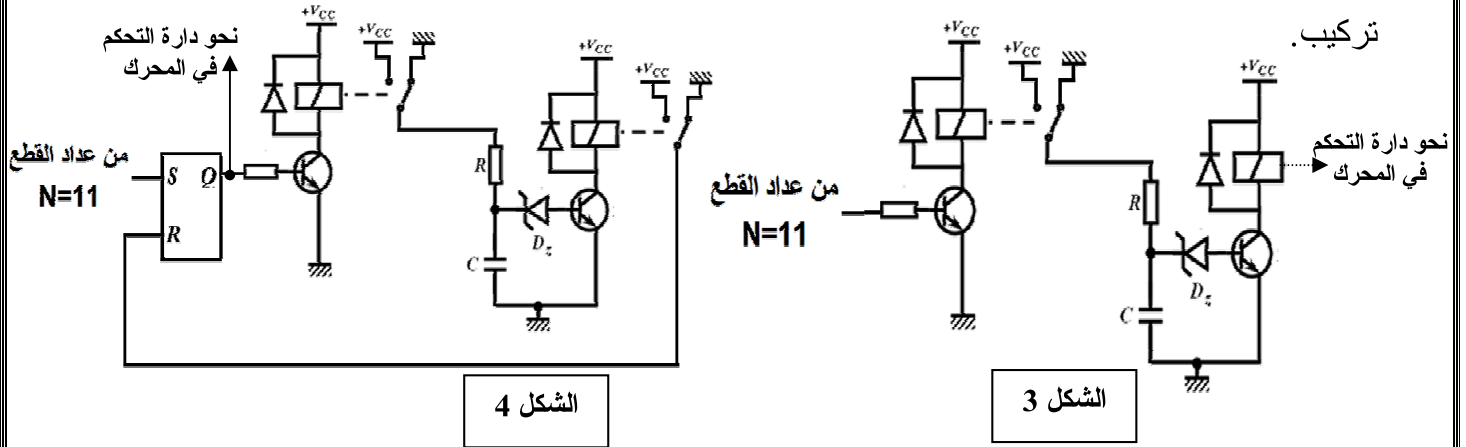 تركيب.
+VCC
+VCC
نحو دارة التحكم
في المحرك
+VCC
+VCC
R
C
Dz
من عداد القطع
N=11
S Q
R
الشكل 4
+VCC
+VCC
+VCC
نحو دارة التحكم
في المحرك
R
C
Dz
من عداد القطع
N=11
الشكل 3